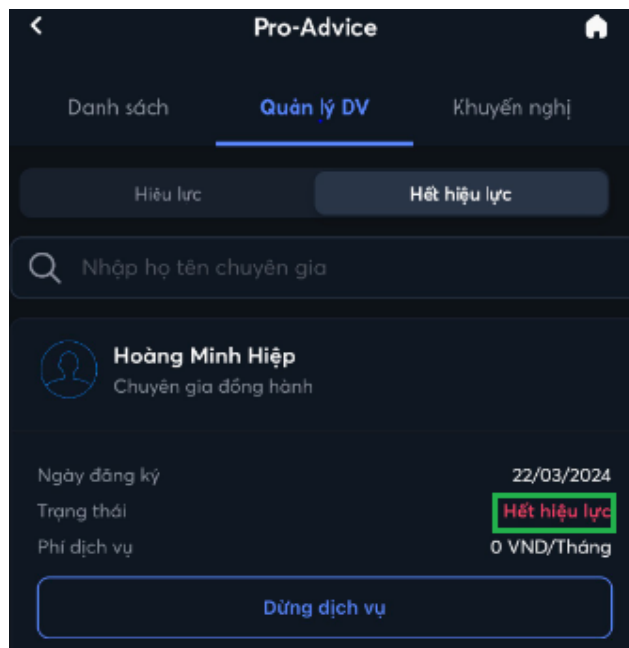 Pro-Advice
Danh sách Quản lý DV Khuyến nghị
Hiệu lực Hết hiệu lực
Nhập họ tên chuyên gia
Hoàng Minh Hiệp
Chuyên gia đồng hành
Ngày đăng ký 22/03/2024
Trạng thái Hết hiệu lực
Phí dịch vụ 0 VND/Tháng
Dừng dịch vụ